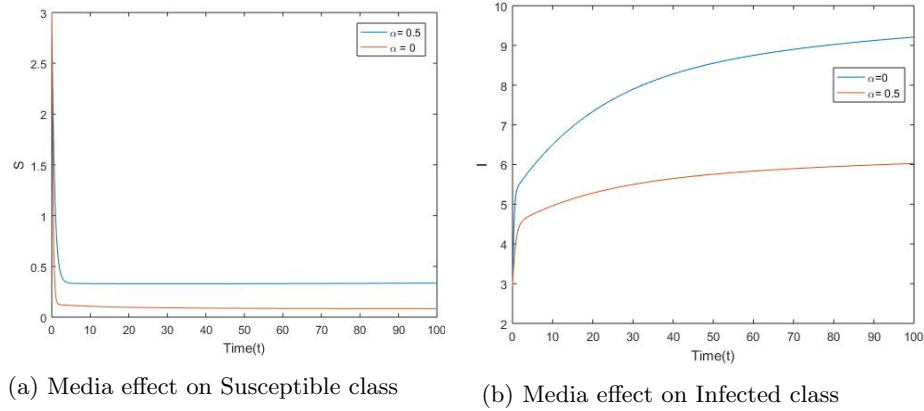 3
2.5
2
1.5
1
0.5
0
S
0 10 20 30 40 50 60 70 80 90 100
Time(t)
α= 0.5
α = 0
(a) Media effect on Susceptible class
10
9
8
7
6
5
4
3
2
I
0 10 20 30 40 50 60 70 80 90 100
Time(t)
α=0
α= 0.5
(b) Media effect on Infected class